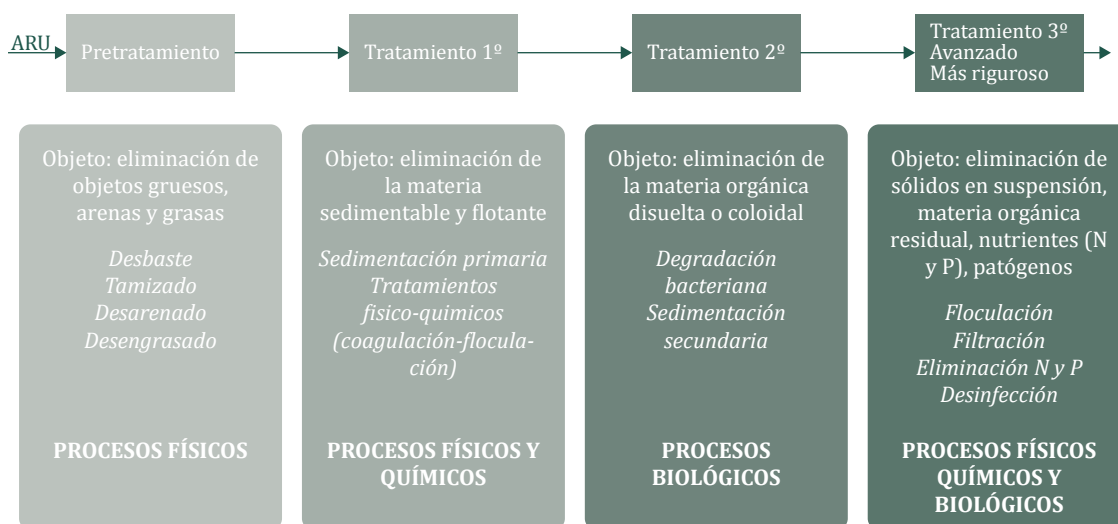 ARU
Pretratamiento
Tratamiento 1º
Tratamiento 2º
Tratamiento 3º
Avanzado
Más riguroso
Objeto: eliminación de
objetos gruesos,
arenas y grasas
Desbaste
Tamizado
Desarenado
Desengrasado
PROCESOS FÍSICOS
Objeto: eliminación de
la materia
sedimentable y flotante
Sedimentación primaria
Tratamientos
fisico-quimicos
(coagulación-flocula-
ción)
PROCESOS FÍSICOS Y
QUÍMICOS
Objeto: eliminación de
la materia orgánica
disuelta o coloidal
Degradación
bacteriana
Sedimentación
secundaria
PROCESOS
BIOLÓGICOS
Objeto: eliminación de
sólidos en suspensión,
materia orgánica
residual, nutrientes (N
y P), patógenos
Floculación
Filtración
Eliminación N y P
Desinfección
PROCESOS FÍSICOS
QUÍMICOS Y
BIOLÓGICOS